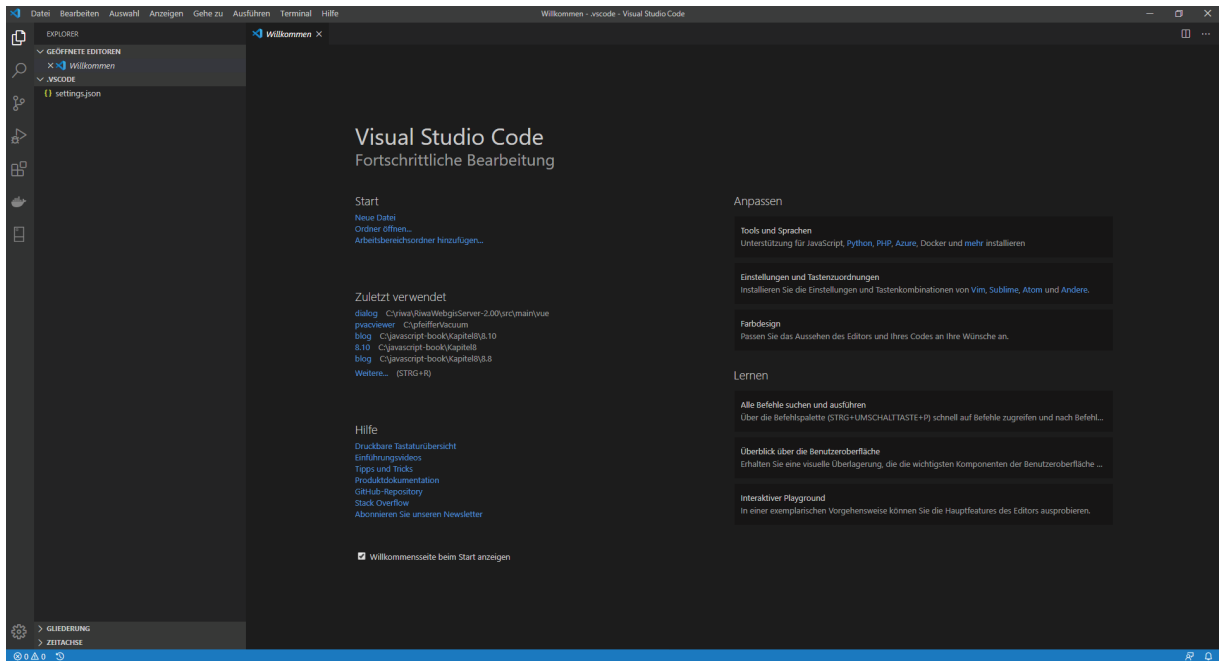 Datei Bearbeiten Auswahl Anzeigen Gehe zu Ausführen Terminal Hilfe
Willkommen - .vscode - Visual Studio Code
EXPLORER
GEÖFFNETE EDITOREN
Willkommen
.VSCODE
{} settings.json
GLIEDERUNG
ZEITACHSE
Willkommen
Visual Studio Code
Fortschrittliche Bearbeitung
Start
Neue Datei
Ordner öffnen...
Arbeitsbereichsordner hinzufügen...
Zuletzt verwendet
dialog C:\riwa\RiwaWebgisServer-2.00\src\main\vue
pvacviewer C:\pfeifferVacuum
blog C:\javascript-book\Kapitel8\8.10
8.10 C:\javascript-book\Kapitel8
blog C:\javascript-book\Kapitel8\8.8
Weitere... (STRG+R)
Hilfe
Druckbare Tastaturübersicht
Einführungsvideos
Tipps und Tricks
Produktdokumentation
GitHub-Repository
Stack Overflow
Abonnieren Sie unseren Newsletter
Willkommensseite beim Start anzeigen
Anpassen
Tools und Sprachen
Unterstützung für JavaScript, Python, PHP, Azure, Docker und mehr installieren
Einstellungen und Tastenzuordnungen
Installieren Sie die Einstellungen und Tastenkombinationen von Vim, Sublime, Atom und Andere.
Farbdesign
Passen Sie das Aussehen des Editors und Ihres Codes an Ihre Wünsche an.
Lernen
Alle Befehle suchen und ausführen
Über die Befehlspalette (STRG+UMSCHALTTASTE+P) schnell auf Befehle zugreifen und nach Befehl...
Überblick über die Benutzeroberfläche
Erhalten Sie eine visuelle Überlagerung, die die wichtigsten Komponenten der Benutzeroberfläche ...
Interaktiver Playground
In einer exemplarischen Vorgehensweise können Sie die Hauptfeatures des Editors ausprobieren.
0 0